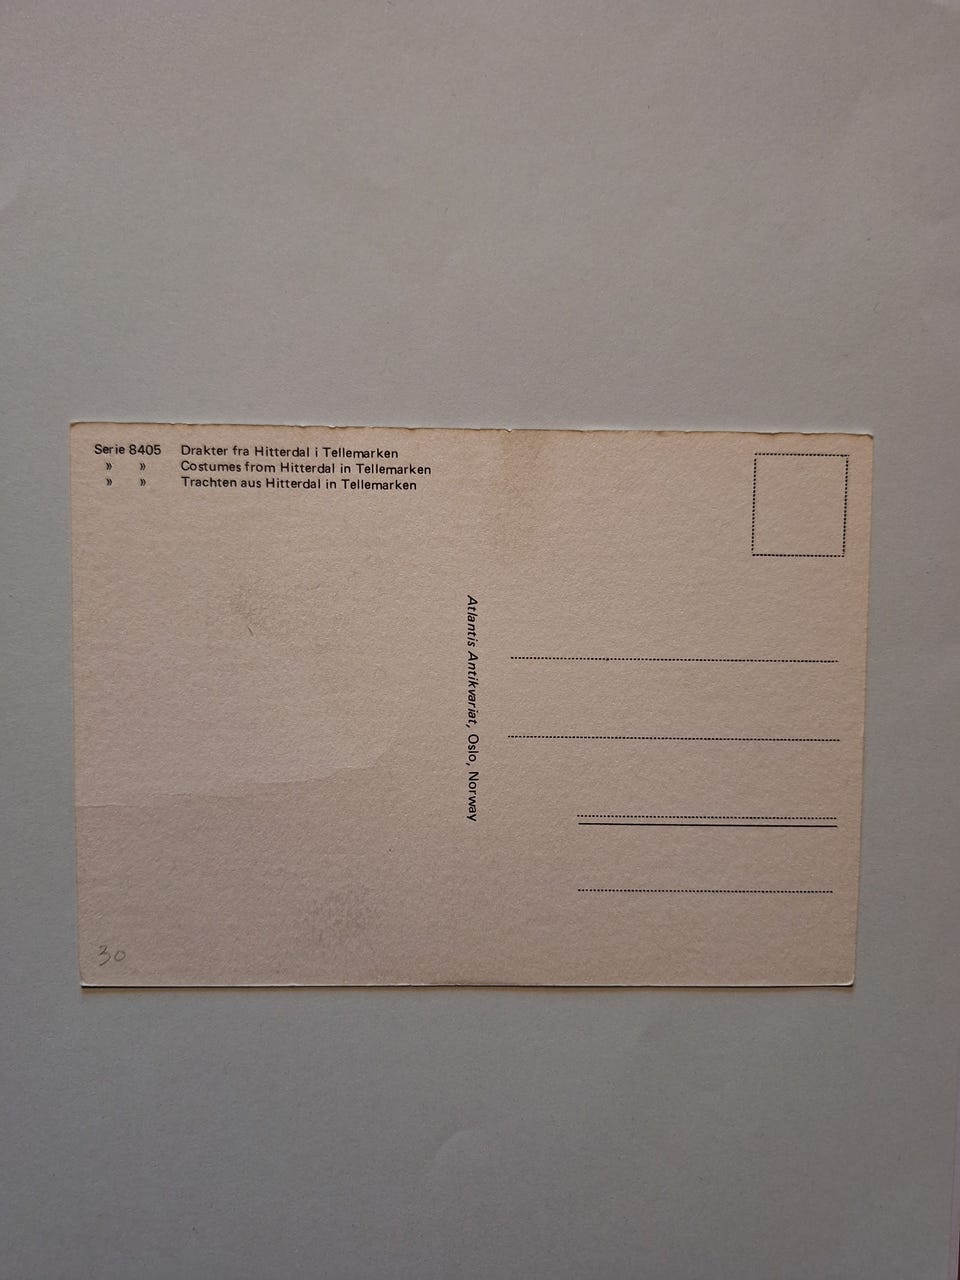 Serie 8405 Drakter fra Hitterdal i Tellemarken
» » Costumes from Hitterdal in Tellemarken
» » Trachten aus Hitterdal in Tellemarken
Atlantis Antikvariat, Oslo, Norway
30